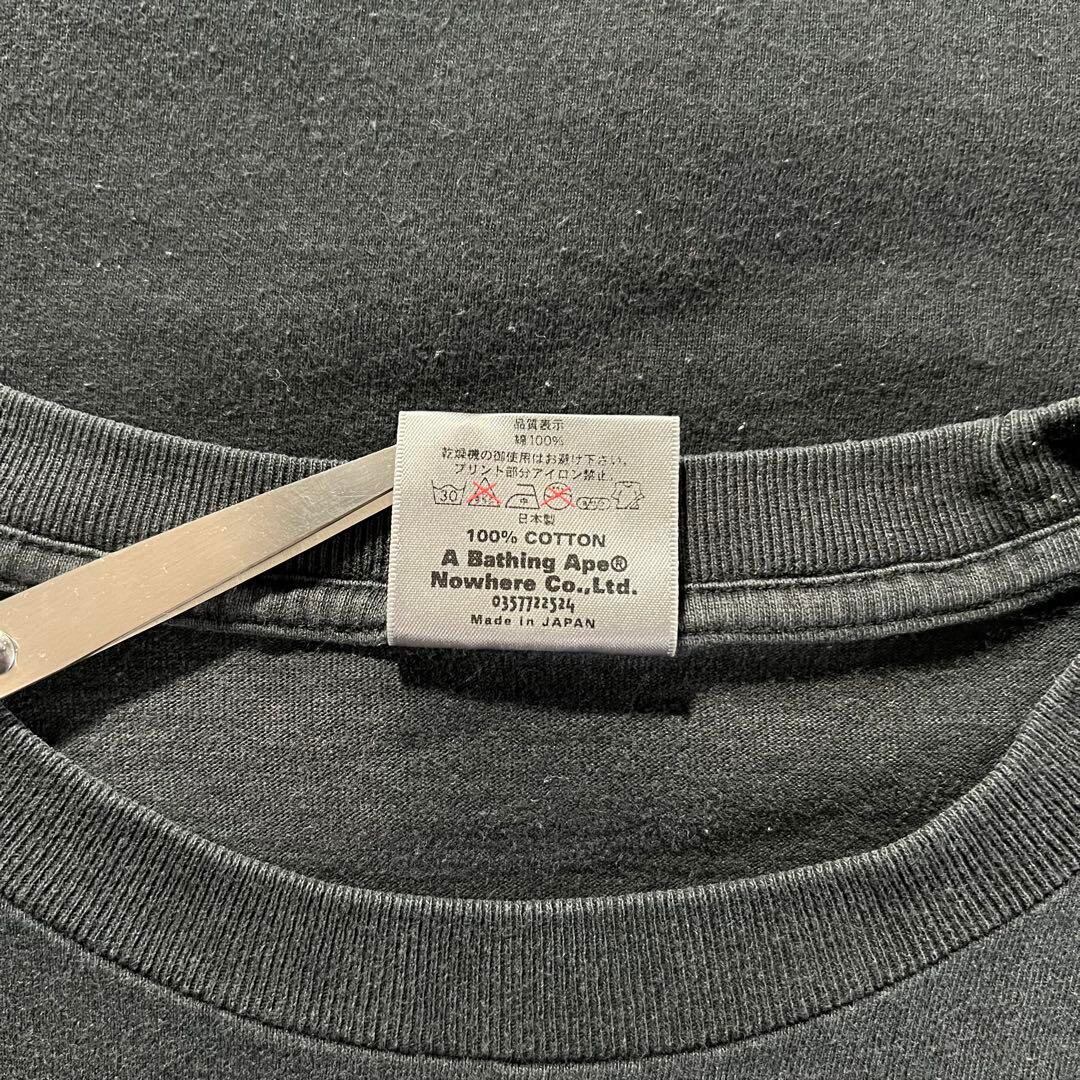 品質表示
綿100%
乾燥機の御使用はお避け下さい。
プリント部分アイロン禁止。
30 中
日本製
100% COTTON
A Bathing Ape®
Nowhere Co.,Ltd.
0357722524
Made in JAPAN